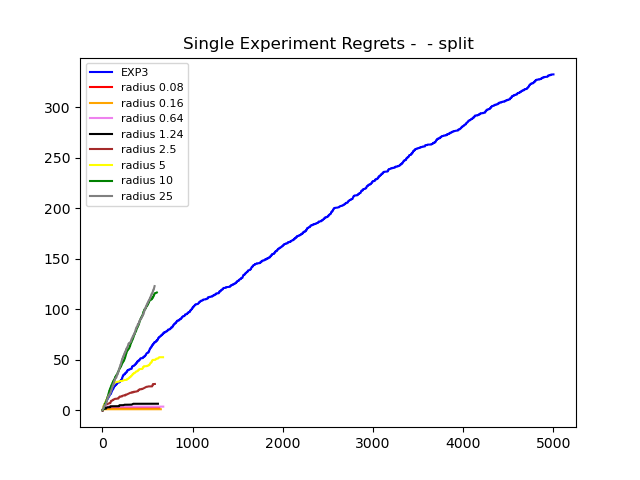 Single Experiment Regrets -  - split
EXP3
radius 0.08
radius 0.16
radius 0.64
radius 1.24
radius 2.5
radius 5
radius 10
radius 25
300
250
200
150
100
50
0
0 1000 2000 3000 4000 5000